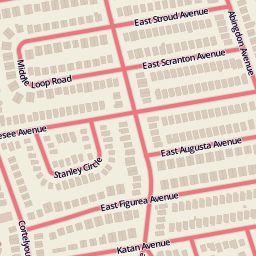 East Stroud Avenue
Abingdon Avenue
East Scranton Avenue
Middle
Loop Road
esee Avenue
East Augusta Avenue
Stanley Circle
East Figurea Avenue
Cortelyou
Katan Avenue